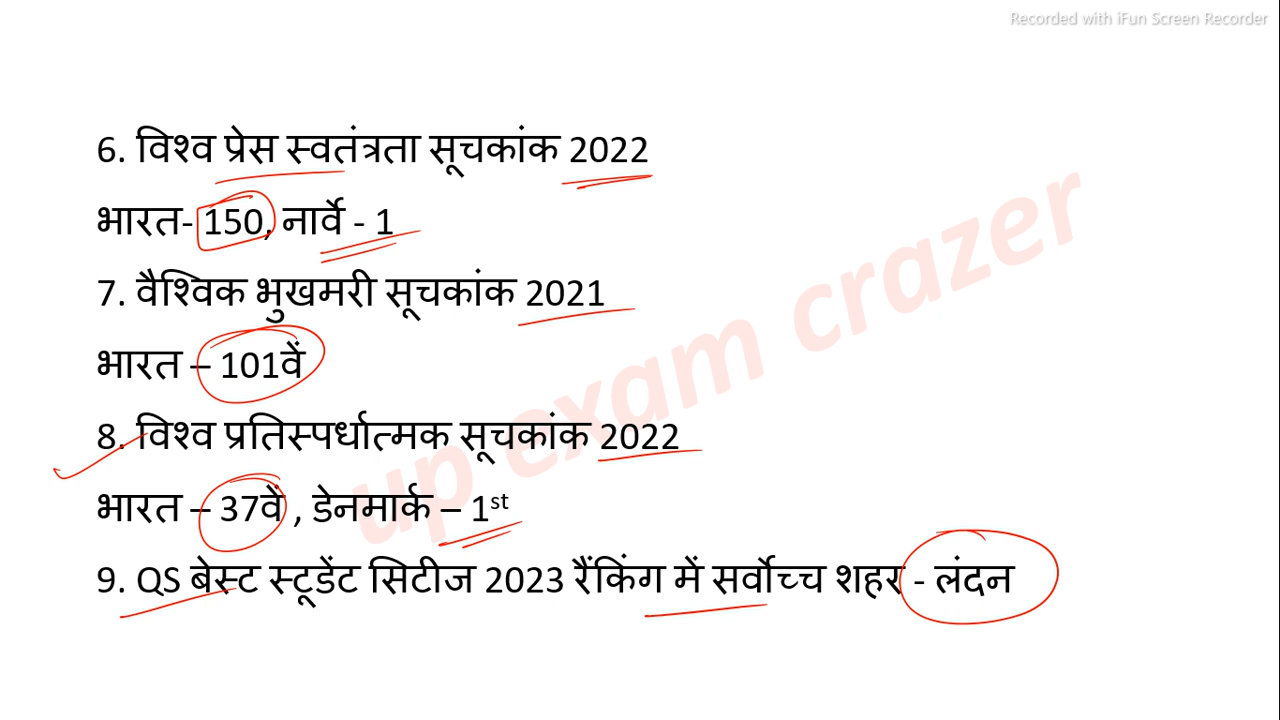 Recorded with iFun Screen Recorder
6. विश्व प्रेस स्वतंत्रता सूचकांक 2022
भारत- 150, नार्वे - 1
7. वैश्विक भुखमरी सूचकांक 2021
भारत – 101वें
8. विश्व प्रतिस्पर्धात्मक सूचकांक 2022
भारत – 37वें , डेनमार्क – 1st
9. QS बेस्ट स्टूडेंट सिटीज 2023 रैंकिंग में सर्वोच्च शहर - लंदन
up exam crazer